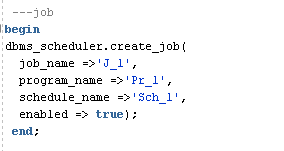 ---job
begin
dbms_scheduler.create_job(
job_name =>'J_1',
program_name =>'Pr_1',
schedule_name =>'Sch_1',
enabled => true);
end;